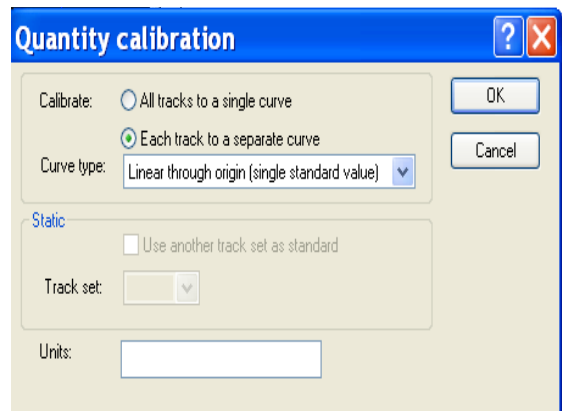 Quantity calibration
Calibrate: All tracks to a single curve
OK
Each track to a separate curve
Cancel
Curve type: Linear through origin (single standard value)
Static
Use another track set as standard
Track set:
Units: